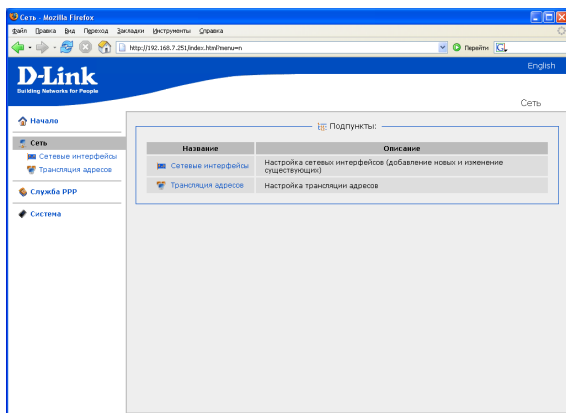 Сеть - Mozilla Firefox
Файл Правка Вид Переход Закладки Инструменты Справка
http://192.168.7.251/index.html?menu=n Перейти
English
D-Link
Building Networks for People
Сеть
Начало
Сеть
Сетевые интерфейсы
Трансляция адресов
Служба PPP
Система
Подпункты:
Название Описание
Сетевые интерфейсы Настройка сетевых интерфейсов (добавление новых и изменение
существующих)
Трансляция адресов Настройка трансляции адресов